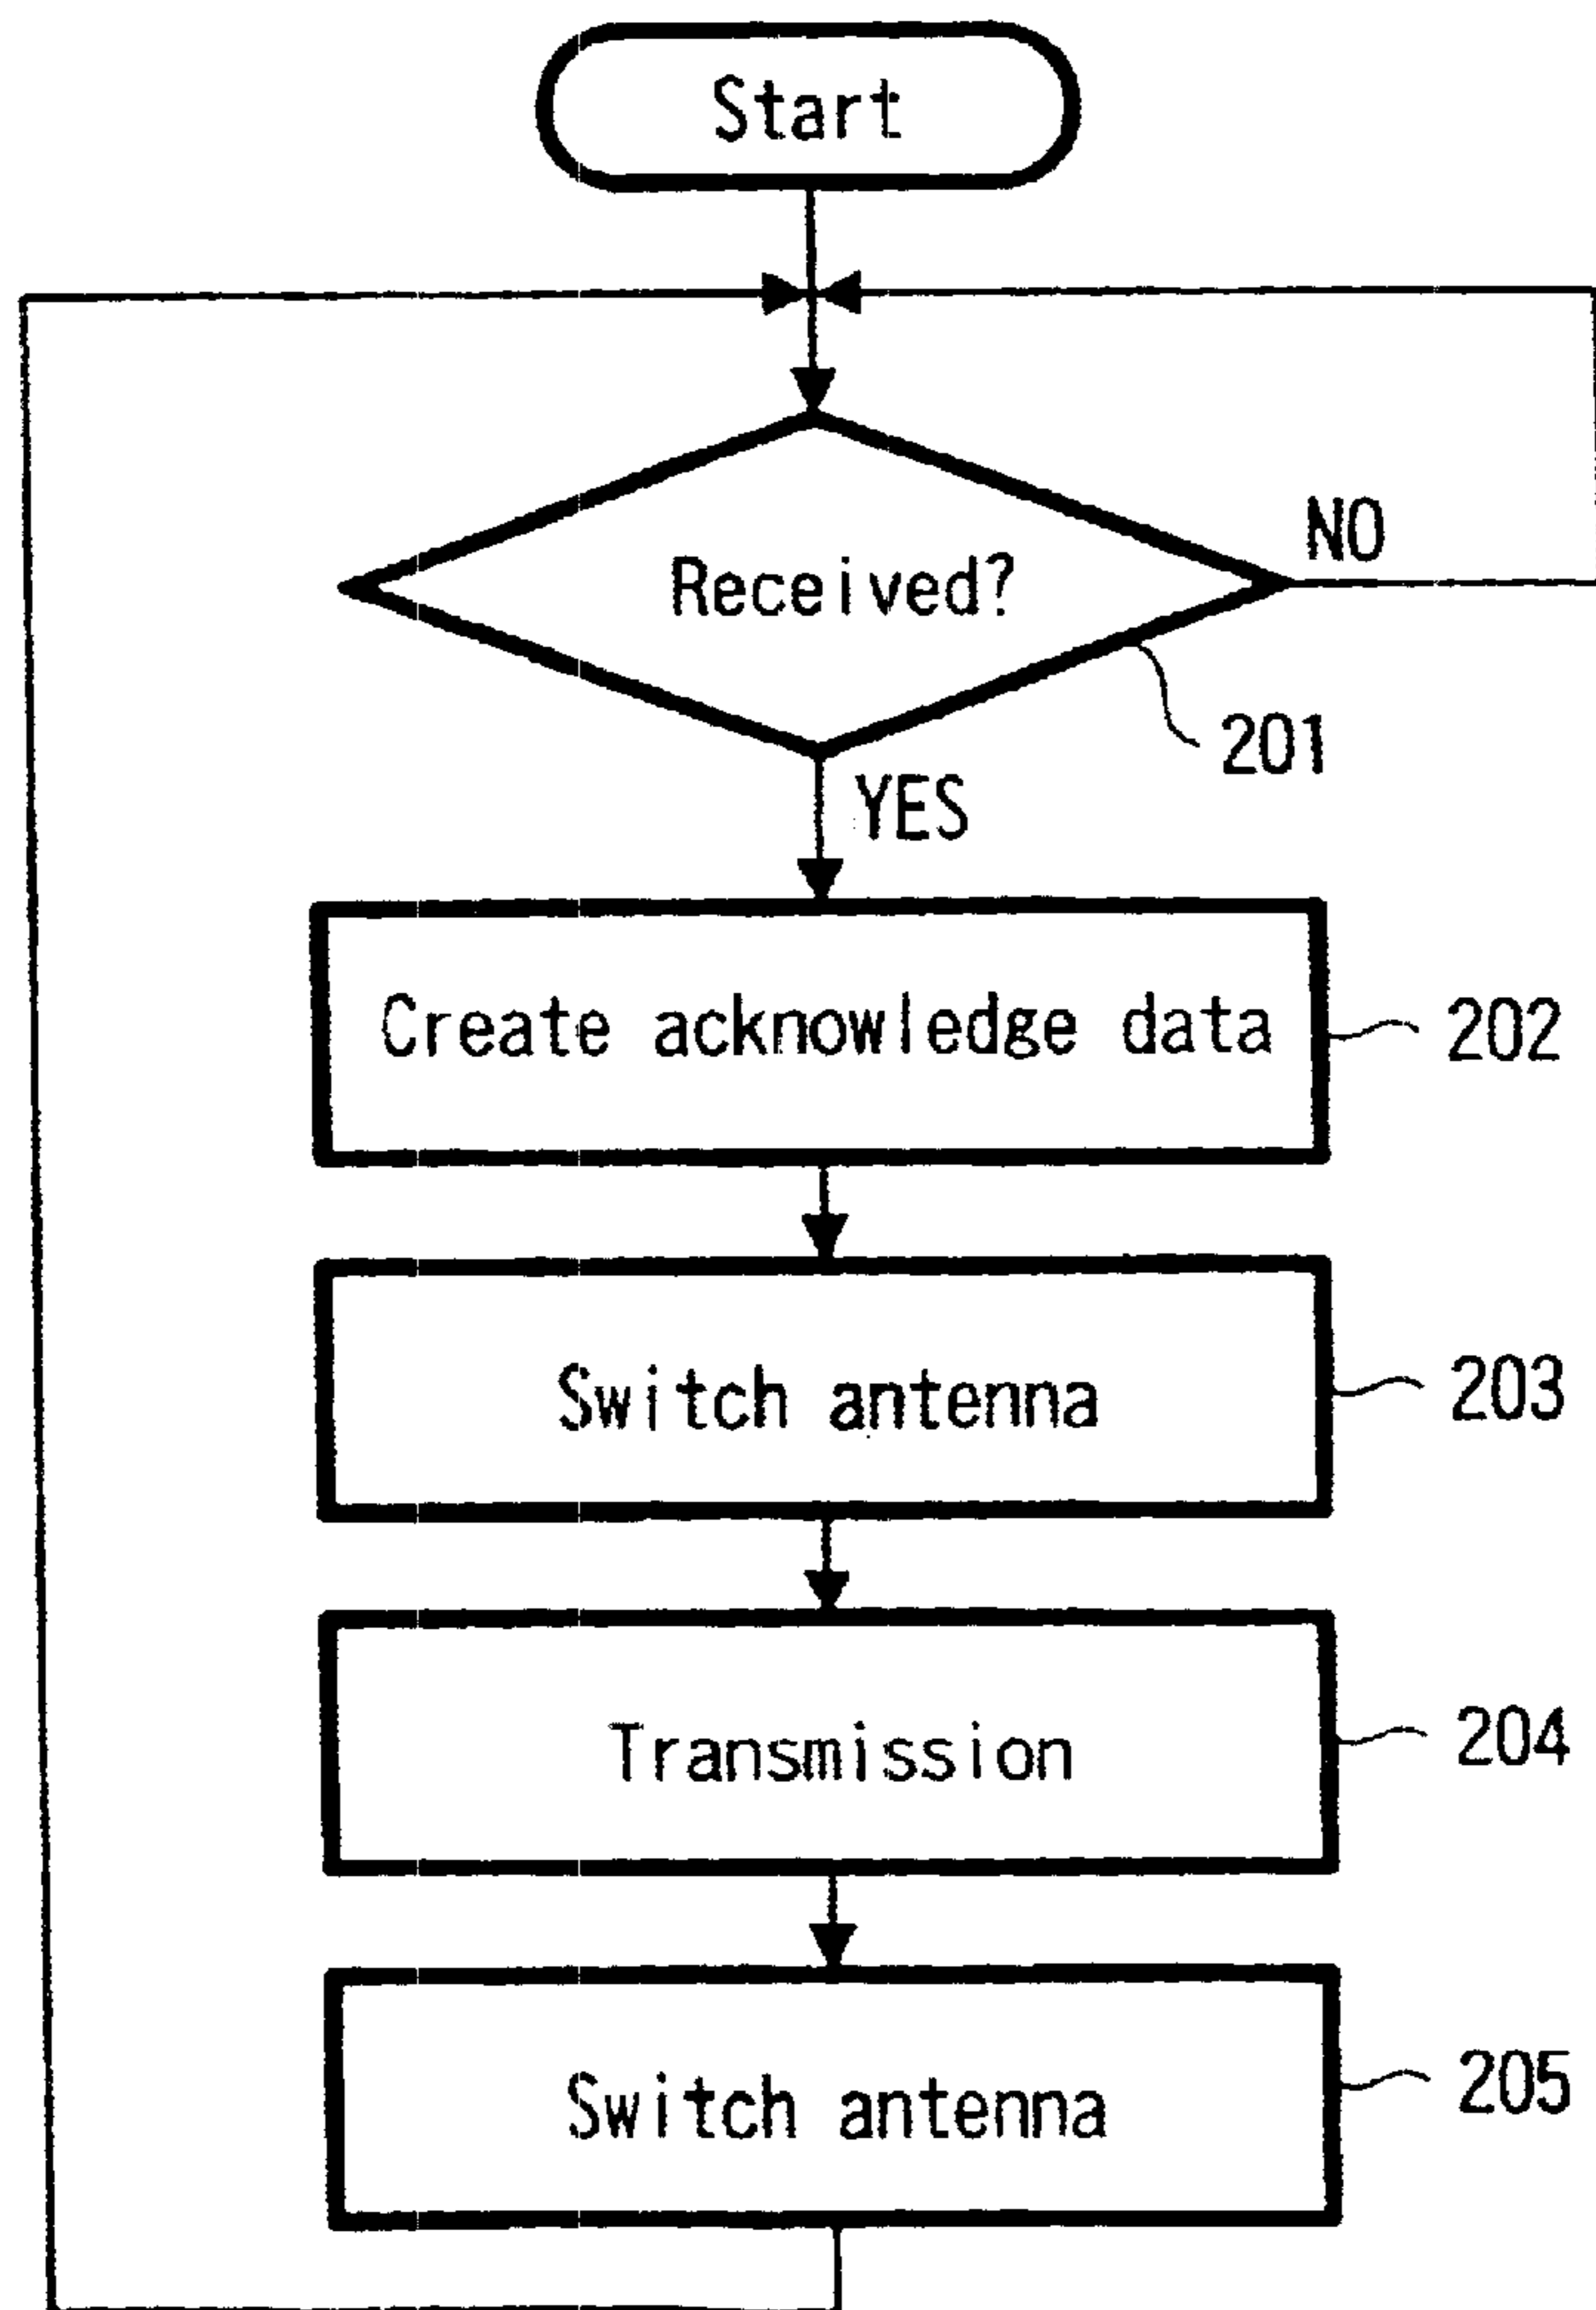 Start
Received?
NO
201
YES
Create acknowledge data
202
Switch antenna
203
Transmission
204
Switch antenna
205